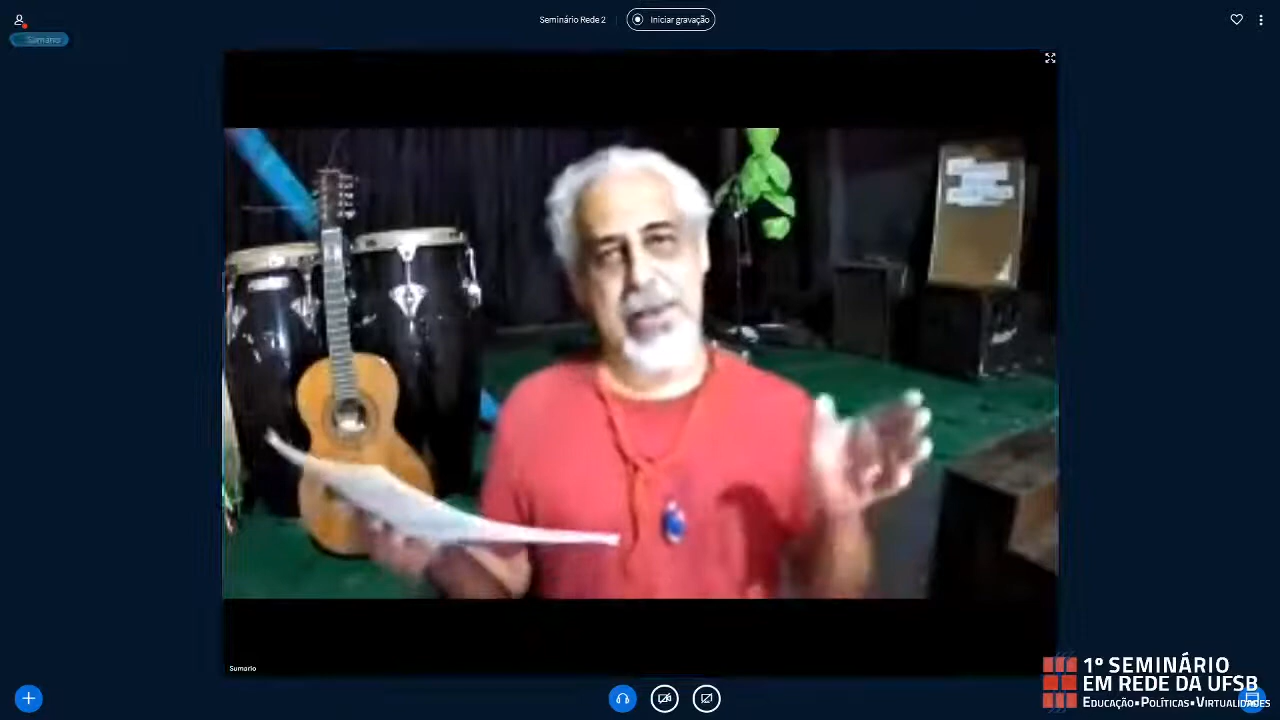 Seminário Rede 2
Iniciar gravação
Sumario
Sumario
1º SEMINÁRIO
EM REDE DA UFSB
EDUCAÇÃO▪POLÍTICAS▪VIRTUALIDADES